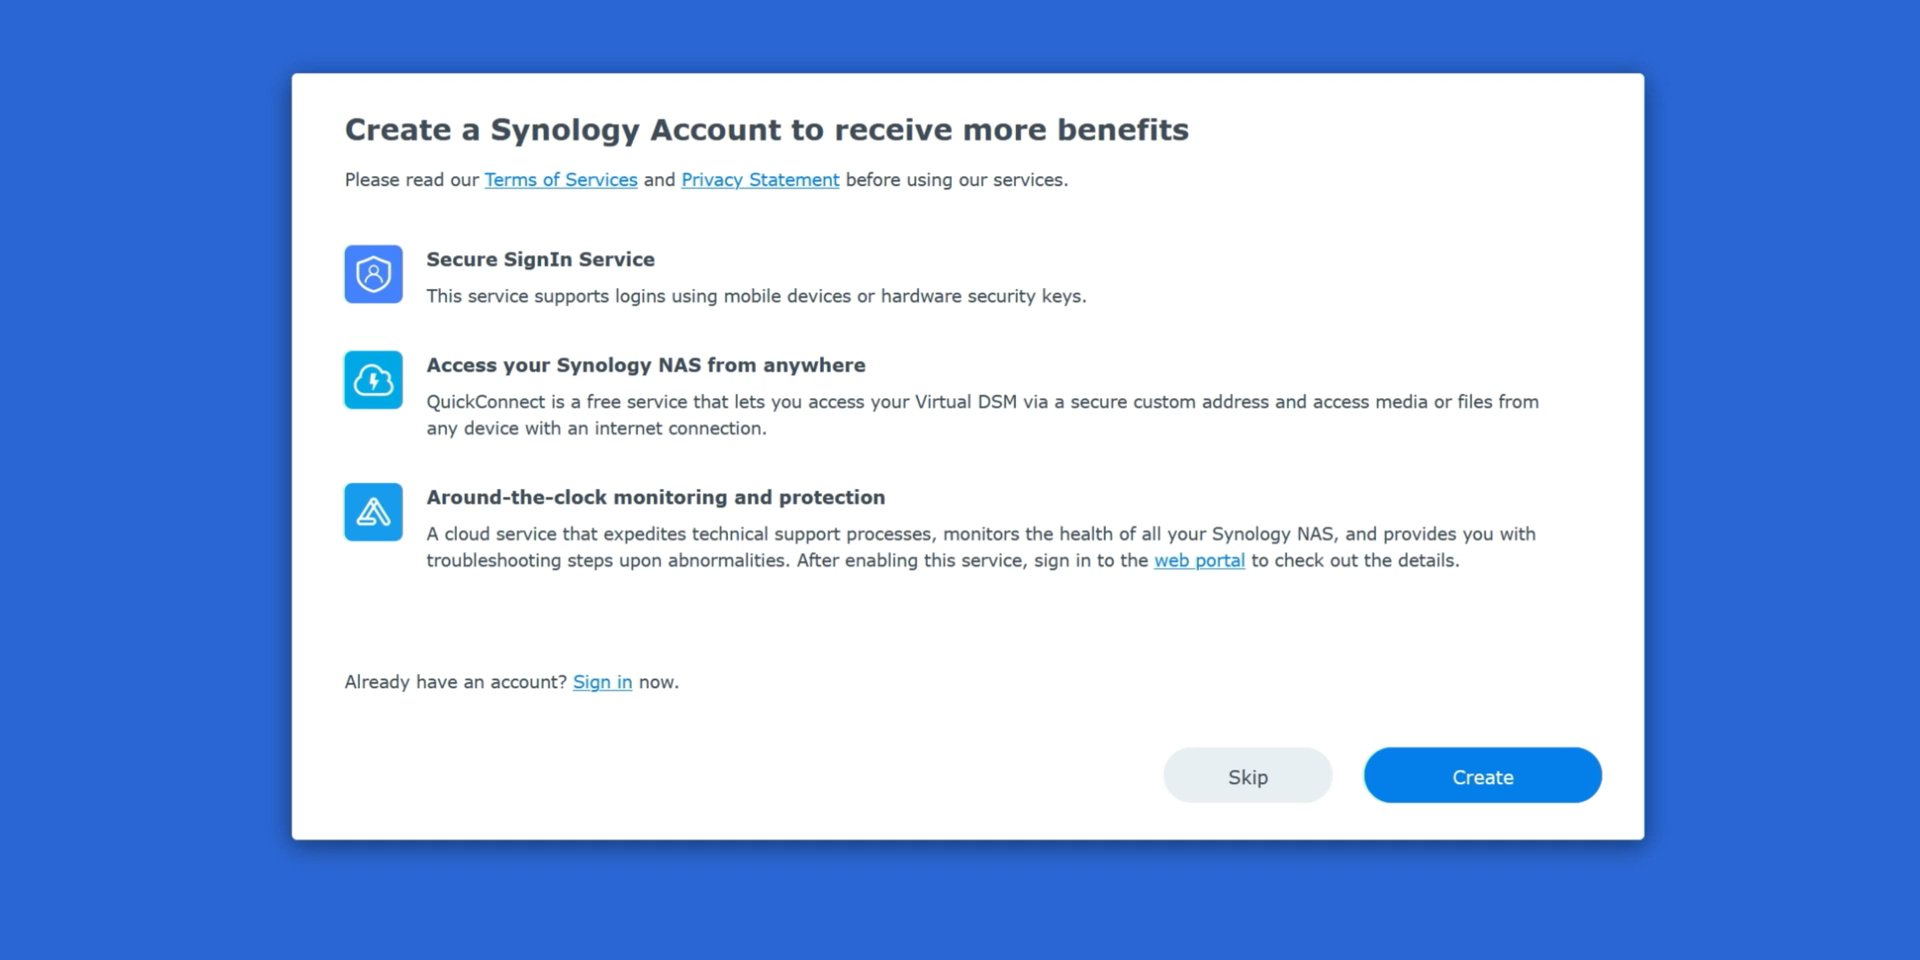 Create a Synology Account to receive more benefits
Please read our Terms of Services and Privacy Statement before using our services.
Secure SignIn Service
This service supports logins using mobile devices or hardware security keys.
Access your Synology NAS from anywhere
QuickConnect is a free service that lets you access your Virtual DSM via a secure custom address and access media or files from
any device with an internet connection.
Around-the-clock monitoring and protection
A cloud service that expedites technical support processes, monitors the health of all your Synology NAS, and provides you with
troubleshooting steps upon abnormalities. After enabling this service, sign in to the web portal to check out the details.
Already have an account? Sign in now.
Skip
Create